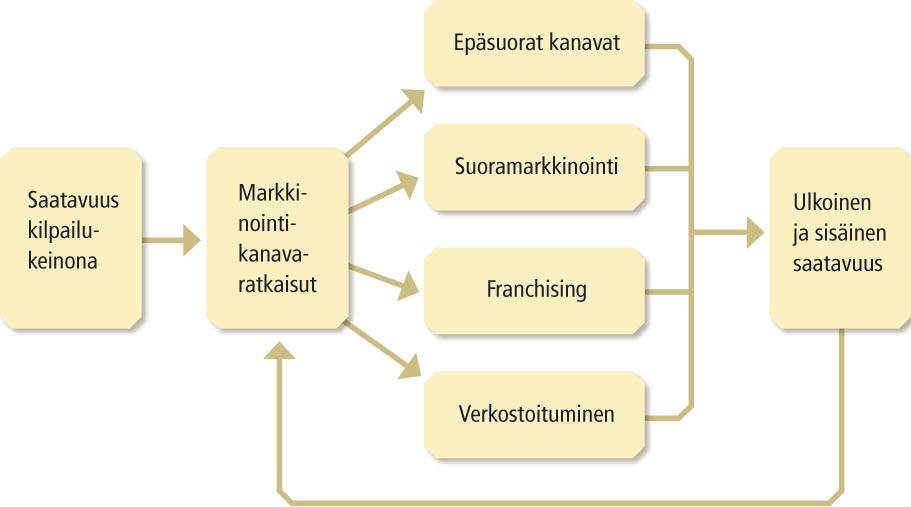 Saatavuus
kilpailu-
keinona
Markki-
nointi-
kanava-
ratkaisut
Epäsuorat kanavat
Suoramarkkinointi
Franchising
Verkostoituminen
Ulkoinen
ja sisäinen
saatavuus